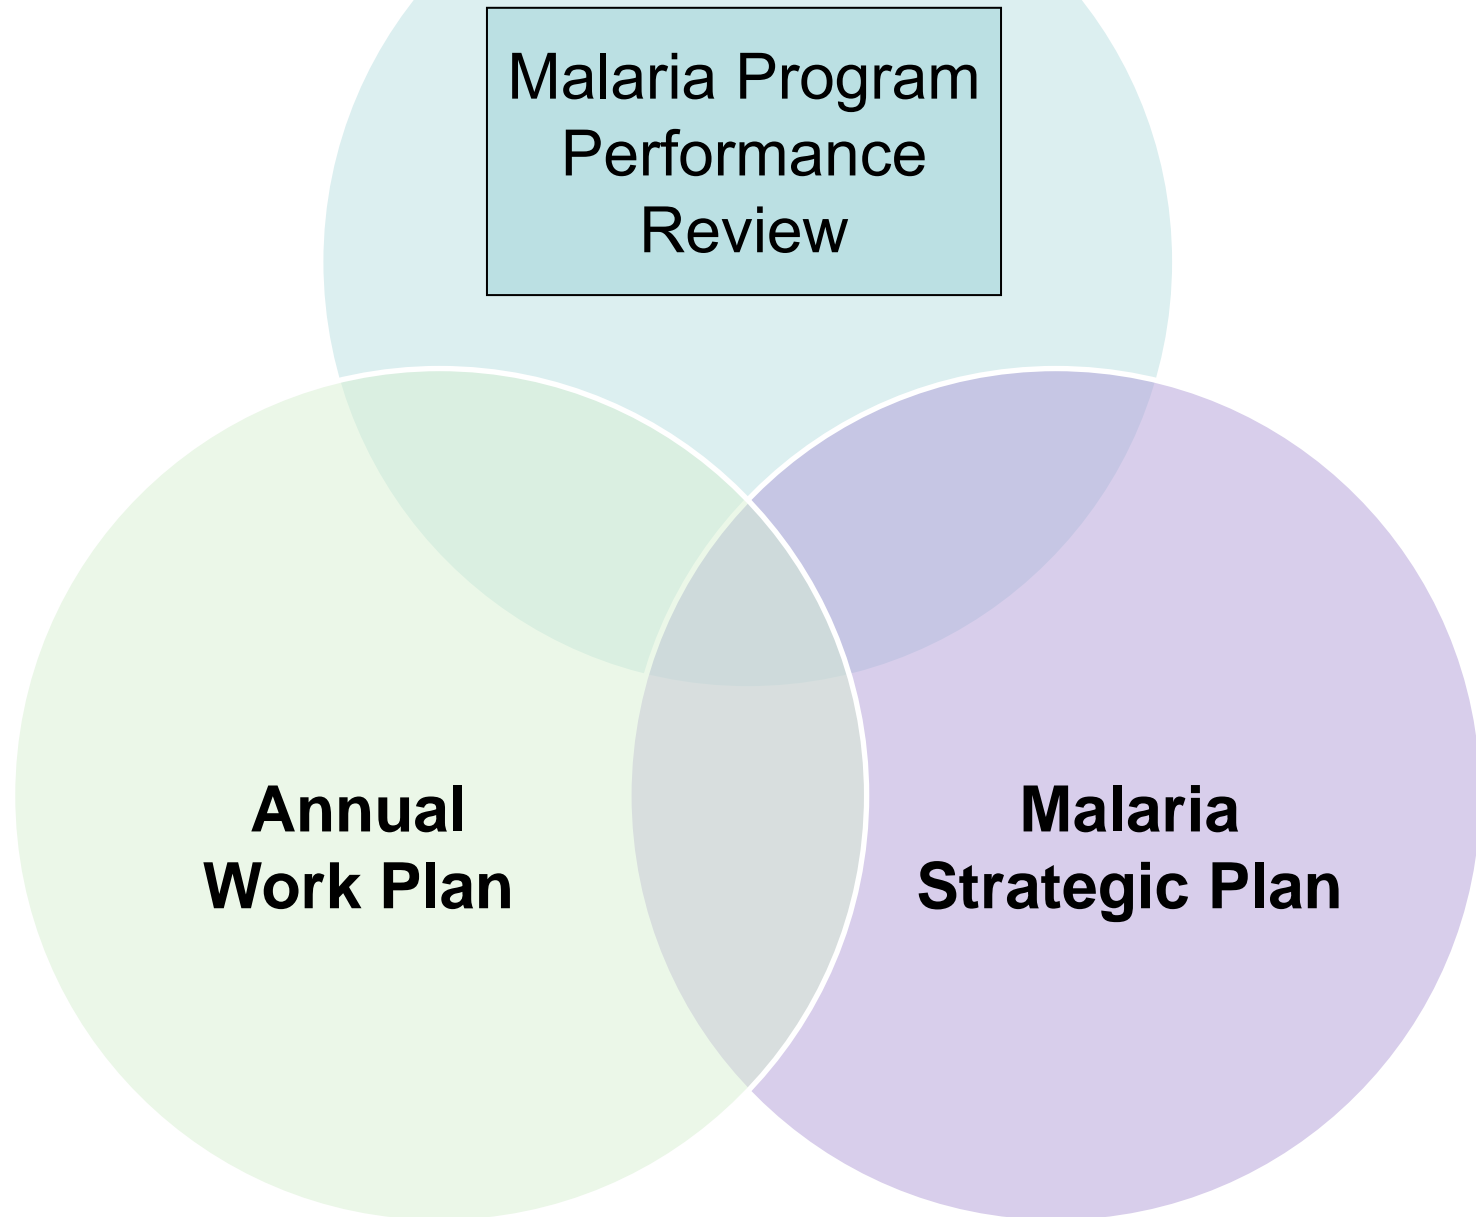 Malaria Program
Performance
Review
Annual
Work Plan
Malaria
Strategic Plan